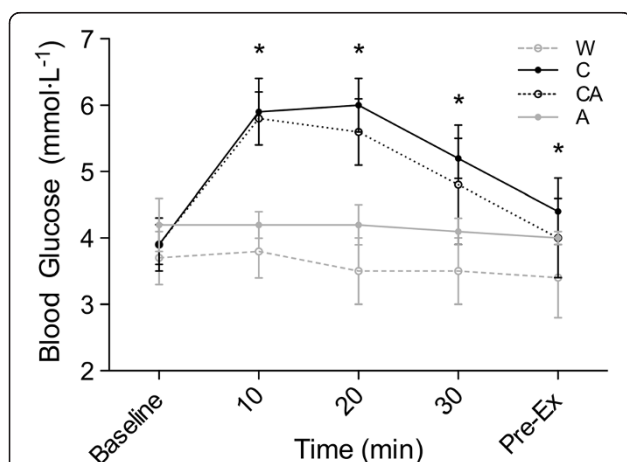 Blood Glucose (mmol·L⁻¹)
7
6
5
4
3
2
* * * *
W
C
CA
A
Baseline 10 20 30 Pre-Ex
Time (min)